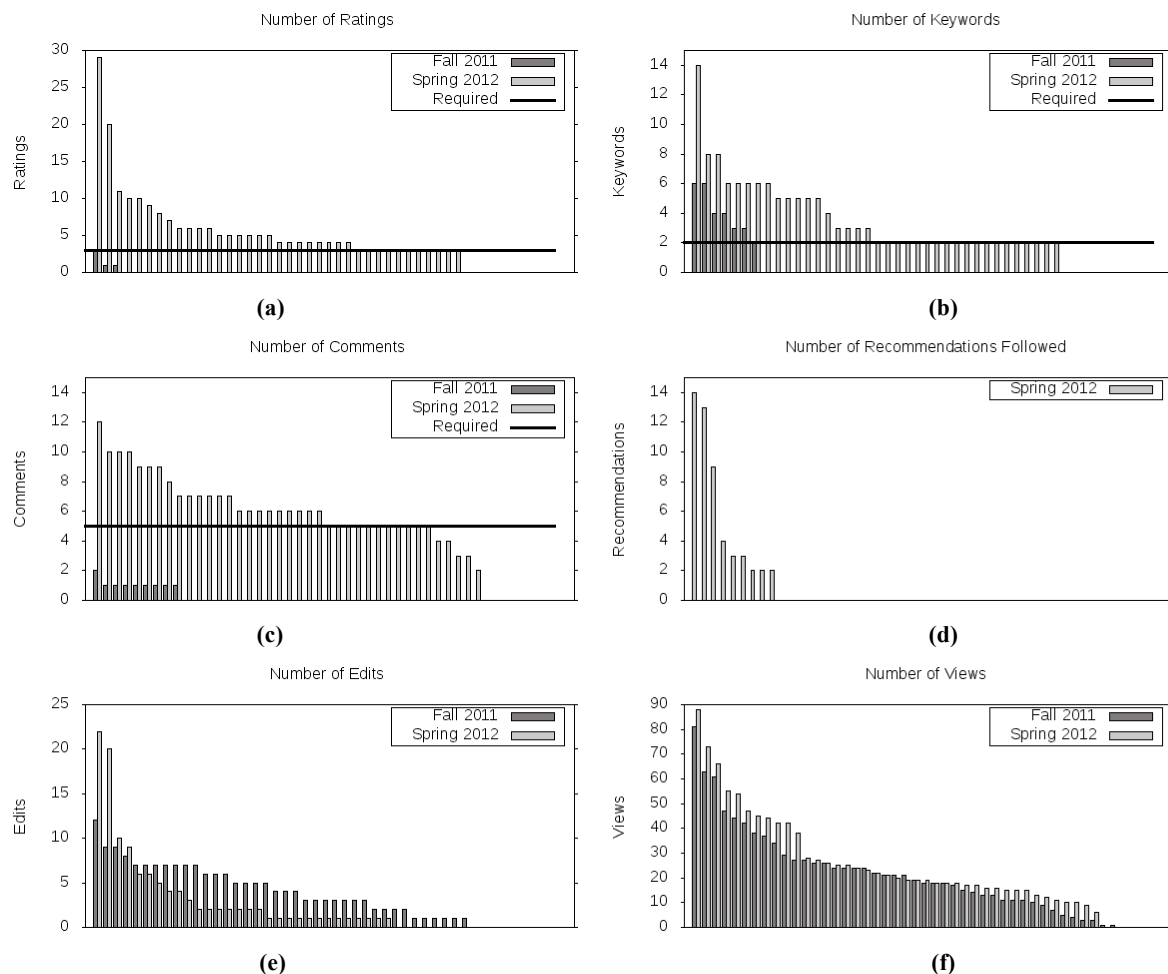 Number of Ratings
Fall 2011
Spring 2012
Required
Ratings
30
25
20
15
10
5
0
(a)
Number of Keywords
Fall 2011
Spring 2012
Required
Keywords
14
12
10
8
6
4
2
0
(b)
Number of Comments
Fall 2011
Spring 2012
Required
Comments
14
12
10
8
6
4
2
0
(c)
Number of Recommendations Followed
Spring 2012
Recommendations
14
12
10
8
6
4
2
0
(d)
Number of Edits
Fall 2011
Spring 2012
Edits
25
20
15
10
5
0
(e)
Number of Views
Fall 2011
Spring 2012
Views
90
80
70
60
50
40
30
20
10
0
(f)